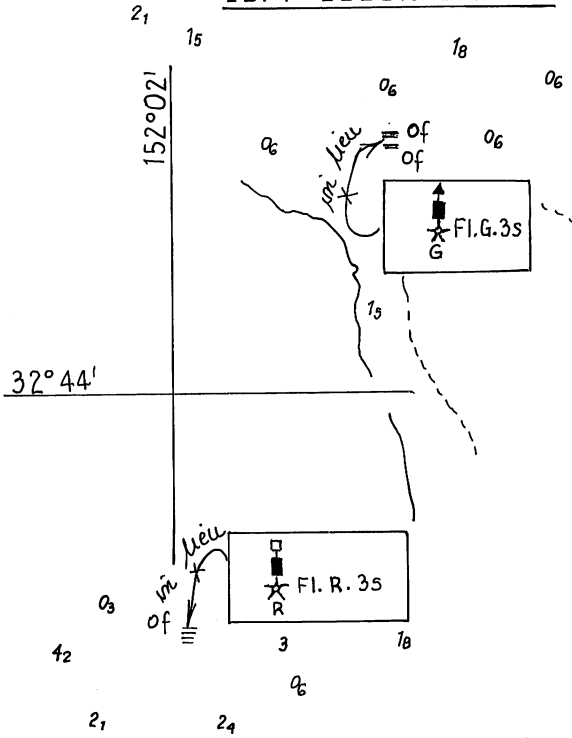 2₁
1₅
1₈
152°02'
0₆
0₆
0₆
in lieu
Of
Of
0₆
Fl.G.3s
G
1₅
32°44'
in lieu
Fl.R.3s
R
0₃
Of
3
1₈
4₂
0₆
2₁
2₄